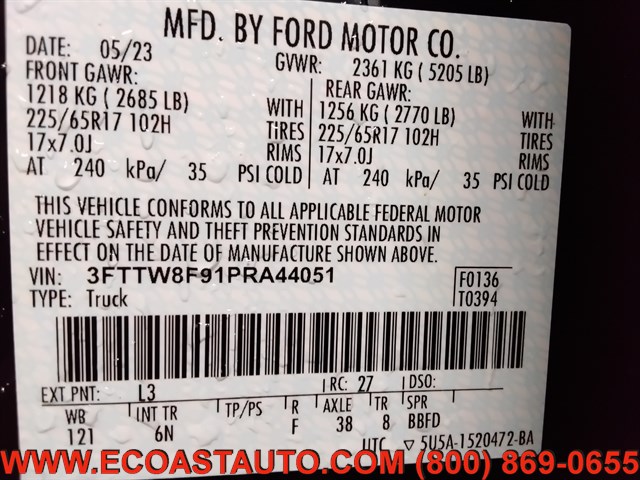 MFD. BY FORD MOTOR CO.
DATE: 05/23 GVWR: 2361 KG ( 5205 LB)
FRONT GAWR: REAR GAWR:
1218 KG ( 2685 LB) WITH 1256 KG ( 2770 LB) WITH
225/65R17 102H TIRES 225/65R17 102H TIRES
17x7.0J RIMS 17x7.0J RIMS
AT 240 kPa/ 35 PSI COLD AT 240 kPa/ 35 PSI COLD
THIS VEHICLE CONFORMS TO ALL APPLICABLE FEDERAL MOTOR
VEHICLE SAFETY AND THEFT PREVENTION STANDARDS IN
EFFECT ON THE DATE OF MANUFACTURE SHOWN ABOVE.
VIN: 3FTTW8F91PRA44051 F0136
TYPE: Truck T0394
EXT PNT: L3 RC: 27 DSO:
WB INT TR TP/PS R AXLE TR SPR
121 6N F 38 8 BBFD
UTC ▽ 5U5A-1520472-BA
WWW.ECOASTAUTO.COM (800) 869-0655